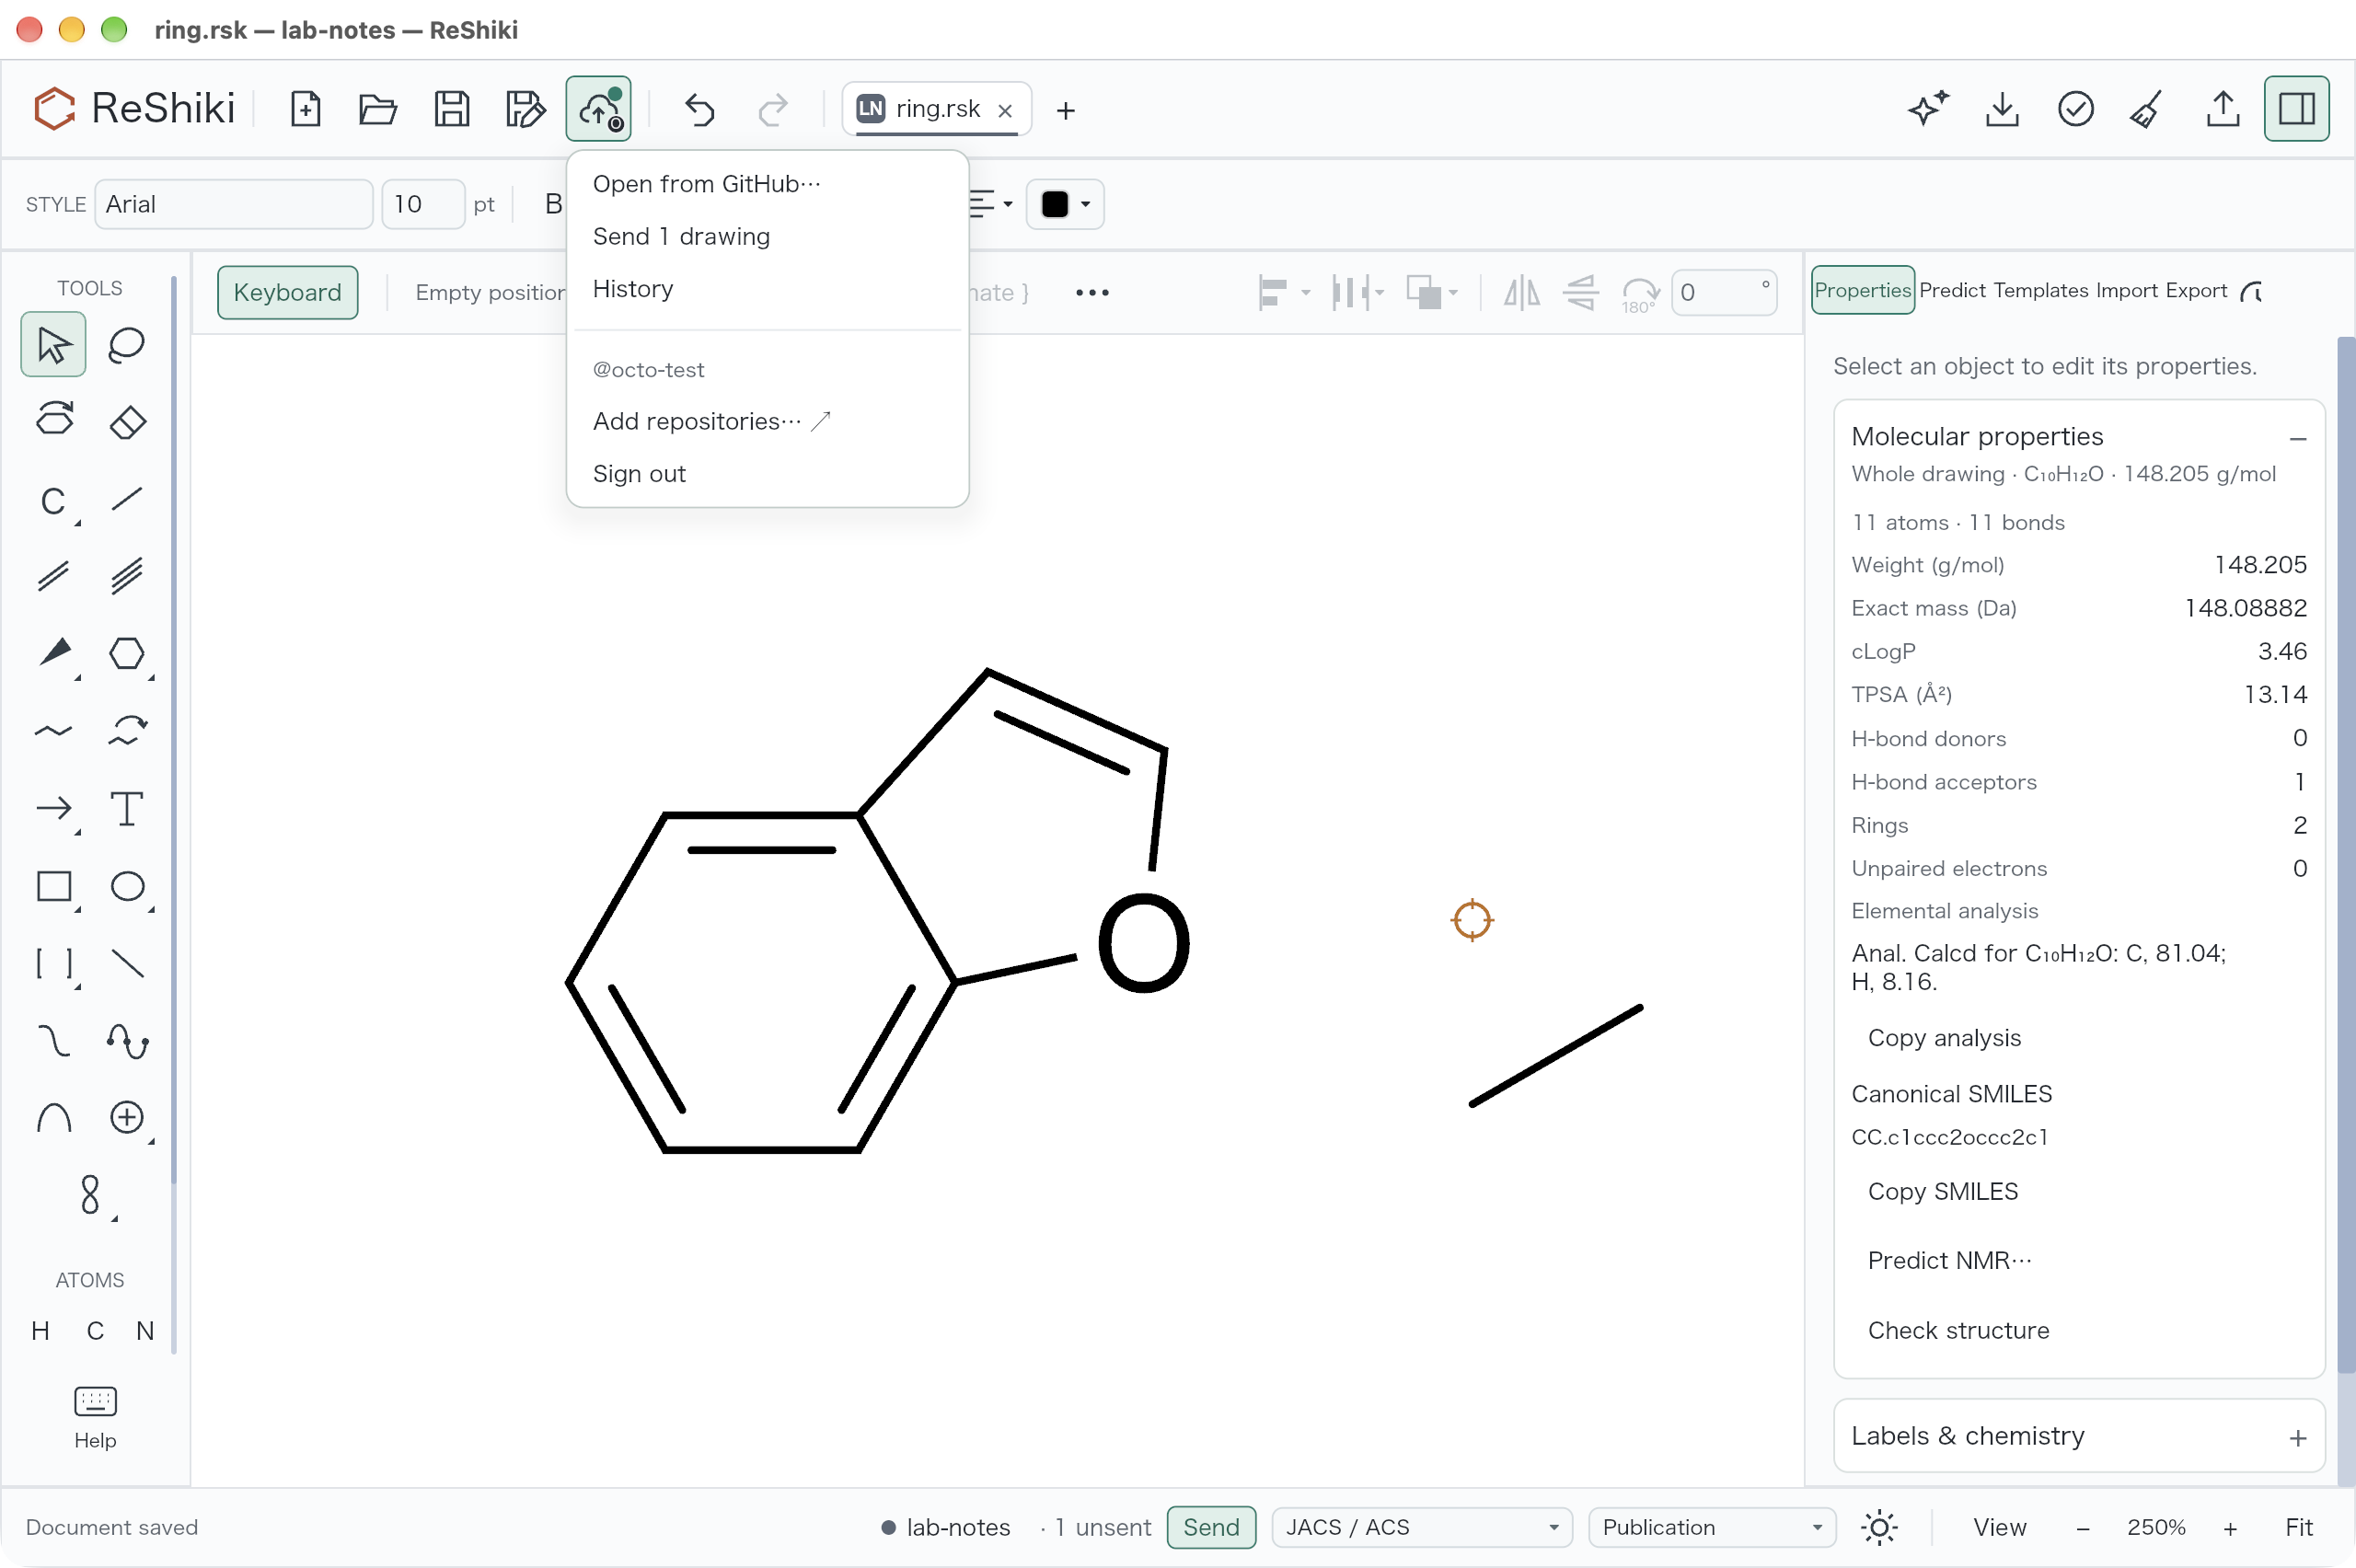 ring.rsk — lab-notes — ReShiki
ReShiki
LN ring.rsk × +
STYLE Arial 10 pt B
Open from GitHub…
Send 1 drawing
History
@octo-test
Add repositories… ↗
Sign out
TOOLS
Keyboard
Empty position
180°
0 °
Properties Predict Templates Import Export
Select an object to edit its properties.
Molecular properties −
Whole drawing · C₁₀H₁₂O · 148.205 g/mol
11 atoms · 11 bonds
Weight (g/mol) 148.205
Exact mass (Da) 148.08882
cLogP 3.46
TPSA (Å²) 13.14
H-bond donors 0
H-bond acceptors 1
Rings 2
Unpaired electrons 0
Elemental analysis
Anal. Calcd for C₁₀H₁₂O: C, 81.04;
H, 8.16.
Copy analysis
Canonical SMILES
CC.c1ccc2occc2c1
Copy SMILES
Predict NMR…
Check structure
Labels & chemistry +
C
T
[ ]
ATOMS
H C N
Help
O
Document saved
lab-notes · 1 unsent Send JACS / ACS Publication View − 250% + Fit